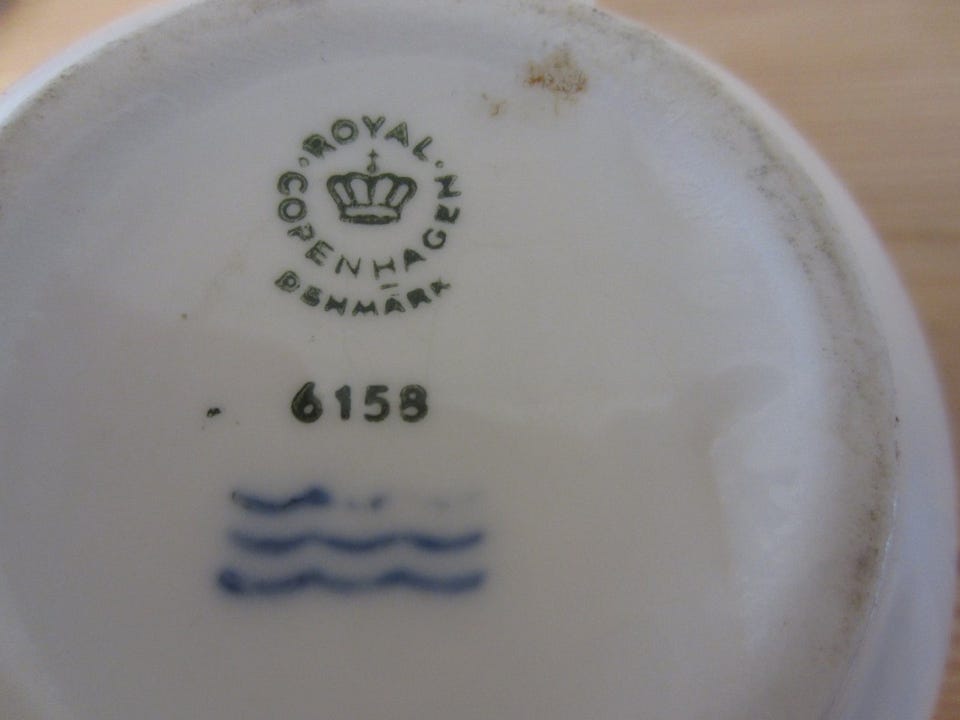 ROYAL
COPENHAGEN
DENMARK
6158